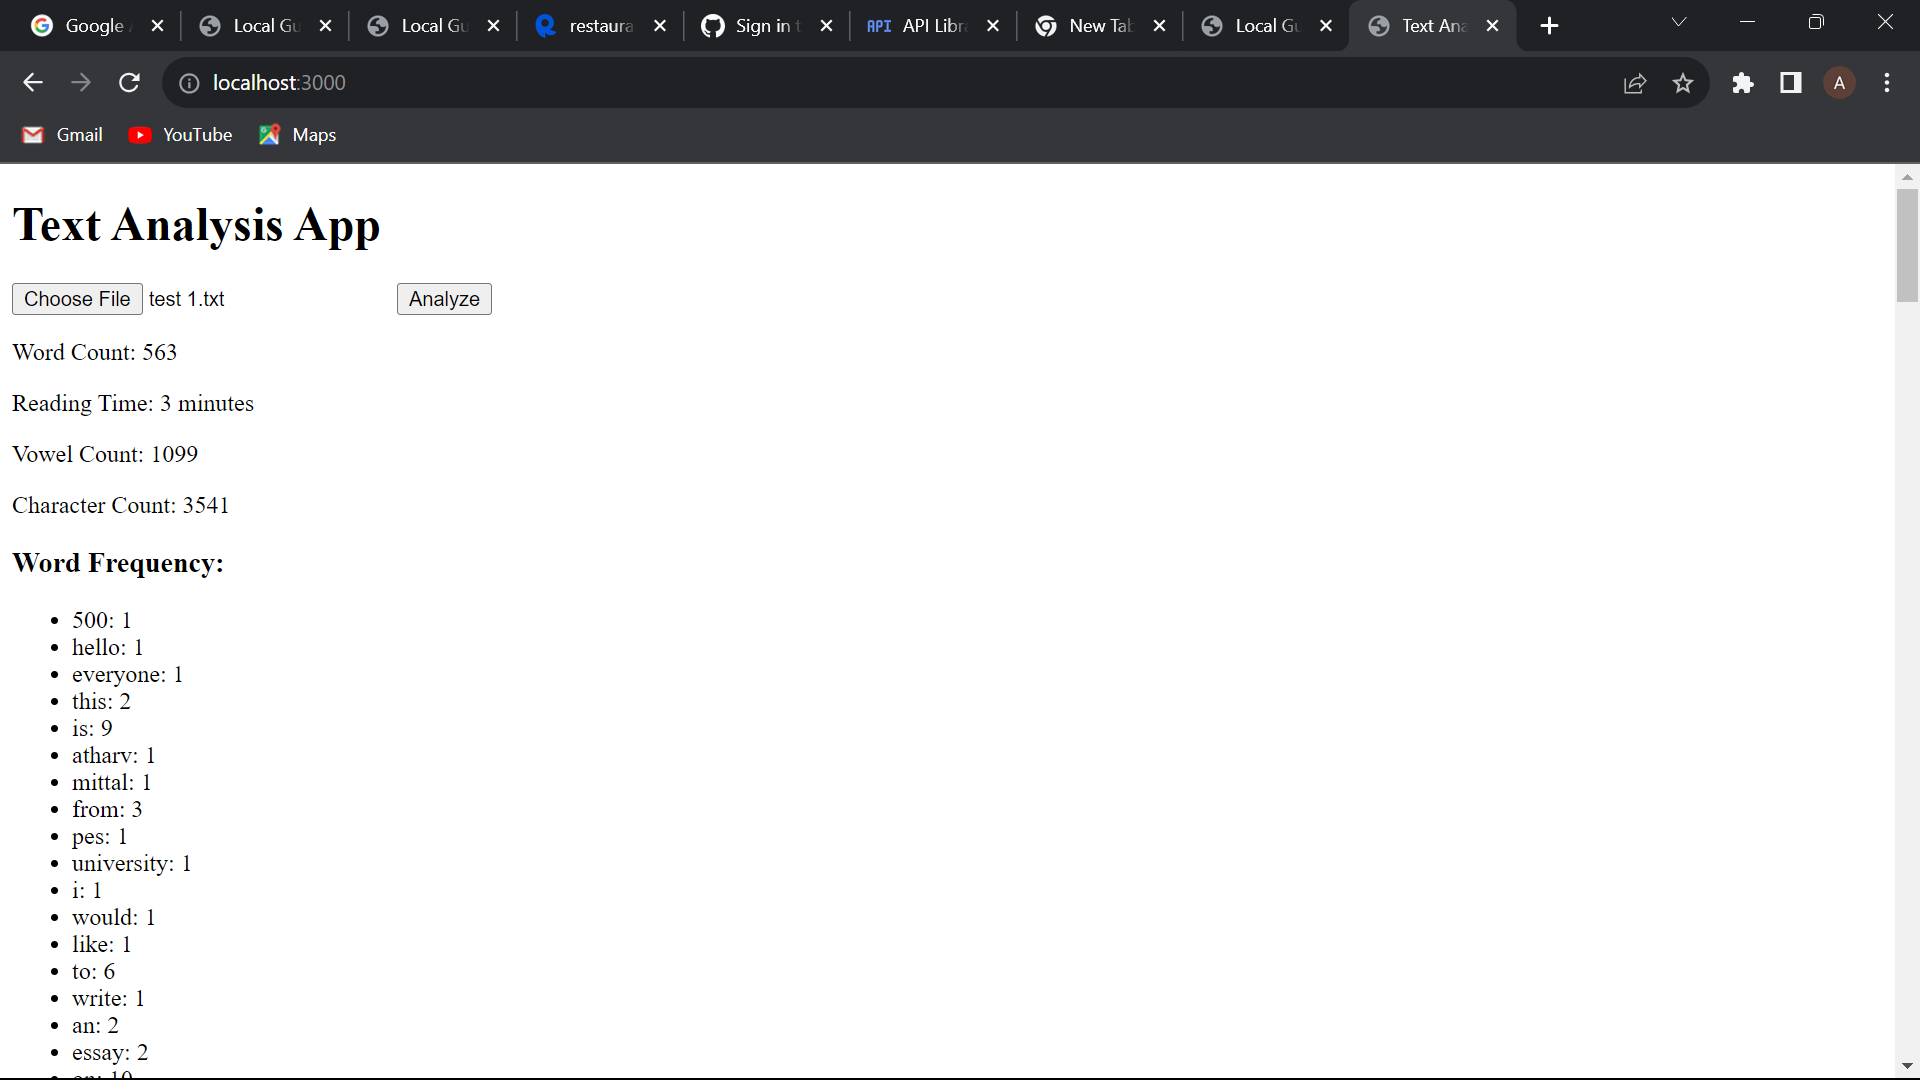 Google Local Gu Local Gu restaura Sign in t API API Libr New Tab Local Gu Text Ana
localhost:3000 A
Gmail YouTube Maps
Text Analysis App
Choose File test 1.txt Analyze
Word Count: 563
Reading Time: 3 minutes
Vowel Count: 1099
Character Count: 3541
Word Frequency:
• 500: 1
• hello: 1
• everyone: 1
• this: 2
• is: 9
• atharv: 1
• mittal: 1
• from: 3
• pes: 1
• university: 1
• i: 1
• would: 1
• like: 1
• to: 6
• write: 1
• an: 2
• essay: 2